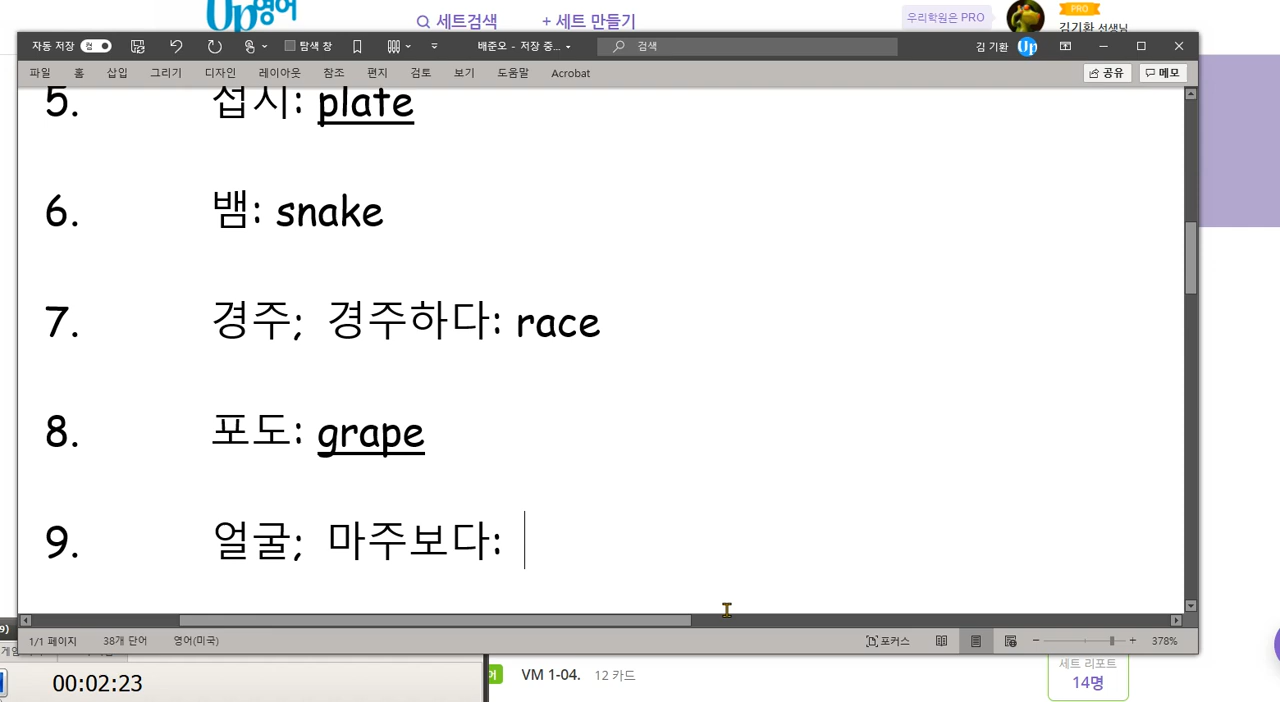 Up영어
세트검색
+ 세트 만들기
우리학원은 PRO
PRO
김기환 선생님
자동 저장
탐색 창
배준오 - 저장 중...
검색
김 기환
Up
파일 홈 삽입 그리기 디자인 레이아웃 참조 편지 검토 보기 도움말 Acrobat
공유
메모
5. 접시: plate
6. 뱀: snake
7. 경주; 경주하다: race
8. 포도: grape
9. 얼굴; 마주보다:
1/1 페이지 38개 단어 영어(미국)
포커스
378%
00:02:23
VM 1-04. 12 카드
세트 리포트
14명